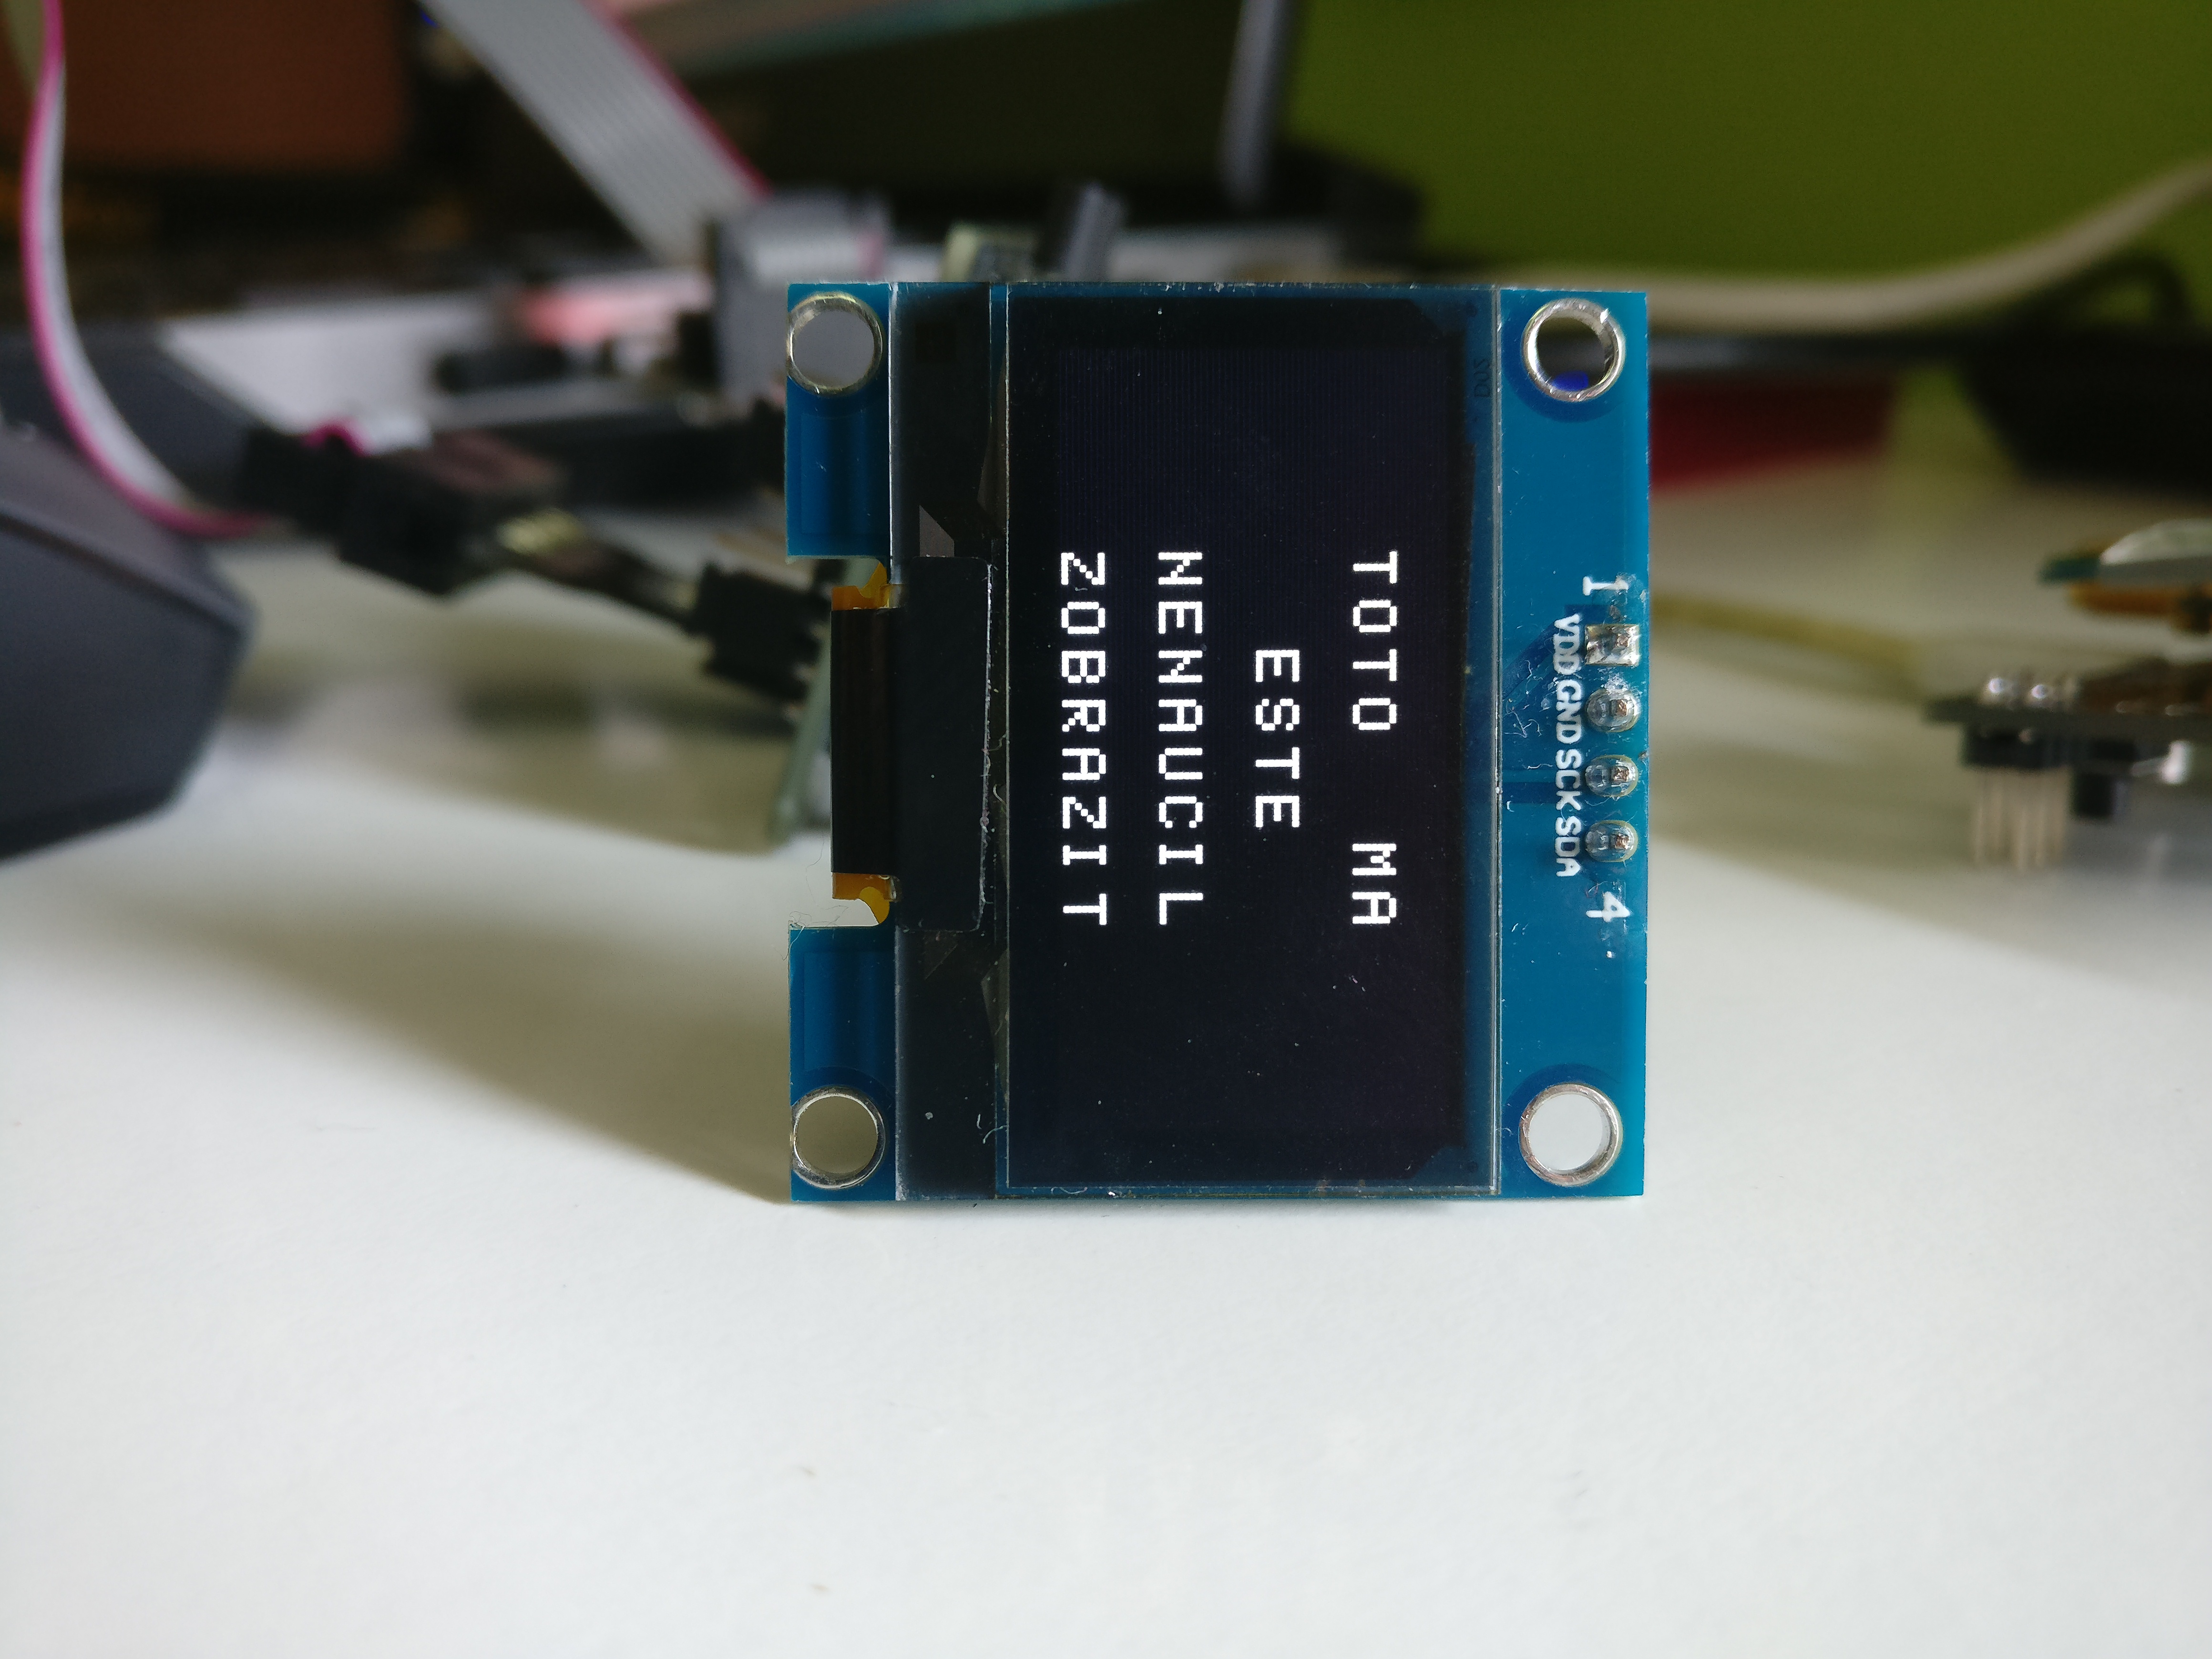 1
VDD GND SCK SDA
4
TOTO MA
ESTE
NENAUCIL
ZOBRAZIT